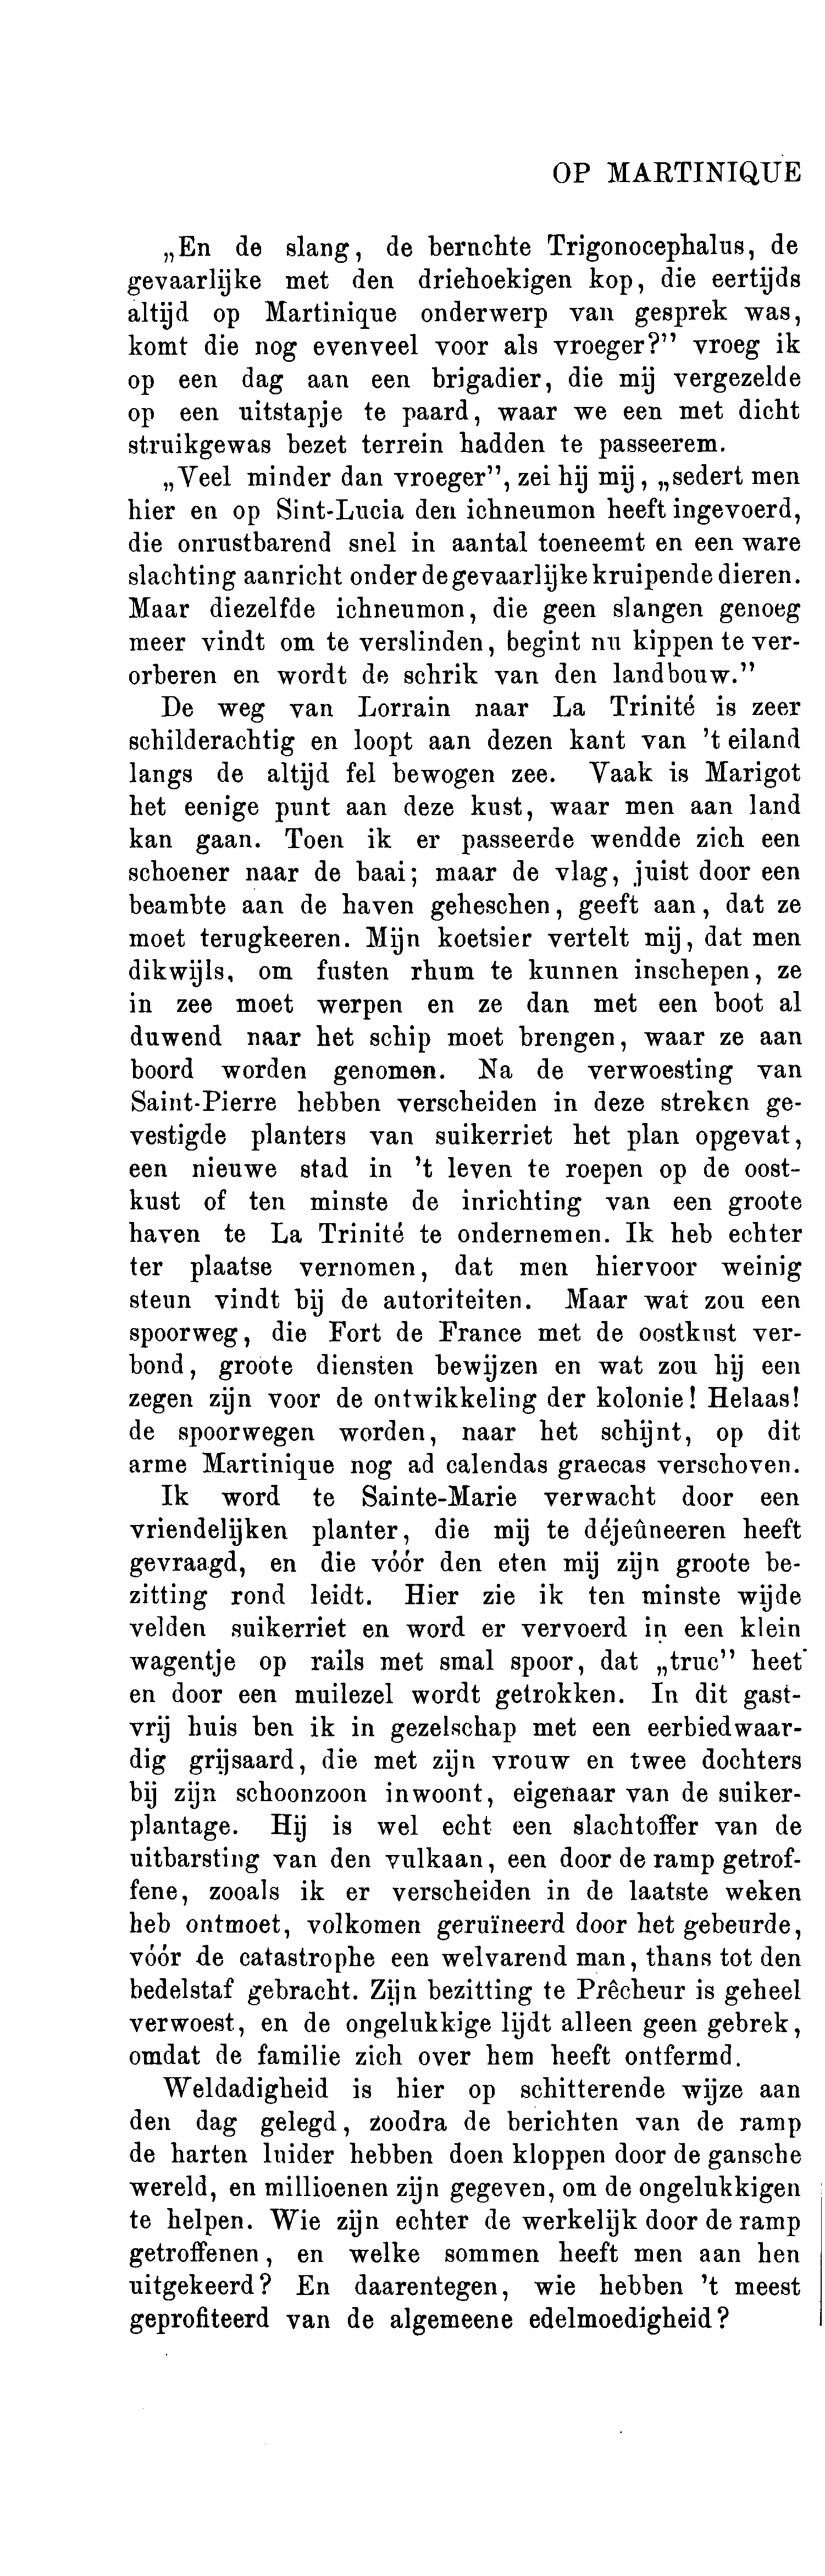 OP MARTINIQUE
„En de slang, de bernchte Trigonocephalus, de
gevaarlijke met den driehoekigen kop, die eertijds
altijd op Martinique onderwerp van gesprek was,
komt die nog evenveel voor als vroeger?” vroeg ik
op een dag aan een brigadier, die mij vergezelde
op een uitstapje te paard, waar we een met dicht
struikgewas bezet terrein hadden te passeerem.
„Veel minder dan vroeger”, zei hij mij, „sedert men
hier en op Sint-Lucia den ichneumon heeft ingevoerd,
die onrustbarend snel in aantal toeneemt en een ware
slachting aanricht onder de gevaarlijke kruipende dieren.
Maar diezelfde ichneumon, die geen slangen genoeg
meer vindt om te verslinden, begint nu kippen te ver-
orberen en wordt de schrik van den landbouw.”
De weg van Lorrain naar La Trinité is zeer
schilderachtig en loopt aan dezen kant van 't eiland
langs de altijd fel bewogen zee. Vaak is Marigot
het eenige punt aan deze kust, waar men aan land
kan gaan. Toen ik er passeerde wendde zich een
schoener naar de baai; maar de vlag, juist door een
beambte aan de haven geheschen, geeft aan, dat ze
moet terugkeeren. Mijn koetsier vertelt mij, dat men
dikwijls, om fusten rhum te kunnen inschepen, ze
in zee moet werpen en ze dan met een boot al
duwend naar het schip moet brengen, waar ze aan
boord worden genomen. Na de verwoesting van
Saint-Pierre hebben verscheiden in deze streken ge-
vestigde planters van suikerriet het plan opgevat,
een nieuwe stad in 't leven te roepen op de oost-
kust of ten minste de inrichting van een groote
haven te La Trinité te ondernemen. Ik heb echter
ter plaatse vernomen, dat men hiervoor weinig
steun vindt bij de autoriteiten. Maar wat zou een
spoorweg, die Fort de France met de oostkust ver-
bond, groote diensten bewijzen en wat zou hij een
zegen zijn voor de ontwikkeling der kolonie! Helaas!
de spoorwegen worden, naar het schijnt, op dit
arme Martinique nog ad calendas graecas verschoven.
Ik word te Sainte-Marie verwacht door een
vriendelijken planter, die mij te déjeûneeren heeft
gevraagd, en die vóór den eten mij zijn groote be-
zitting rond leidt. Hier zie ik ten minste wijde
velden suikerriet en word er vervoerd in een klein
wagentje op rails met smal spoor, dat „truc” heet
en door een muilezel wordt getrokken. In dit gast-
vrij huis ben ik in gezelschap met een eerbiedwaar-
dig grijsaard, die met zijn vrouw en twee dochters
bij zijn schoonzoon inwoont, eigenaar van de suiker-
plantage. Hij is wel echt een slachtoffer van de
uitbarsting van den vulkaan, een door de ramp getrof-
fene, zooals ik er verscheiden in de laatste weken
heb ontmoet, volkomen geruïneerd door het gebeurde,
vóór de catastrophe een welvarend man, thans tot den
bedelstaf gebracht. Zijn bezitting te Prêcheur is geheel
verwoest, en de ongelukkige lijdt alleen geen gebrek,
omdat de familie zich over hem heeft ontfermd.
Weldadigheid is hier op schitterende wijze aan
den dag gelegd, zoodra de berichten van de ramp
de harten luider hebben doen kloppen door de gansche
wereld, en millioenen zijn gegeven, om de ongelukkigen
te helpen. Wie zijn echter de werkelijk door de ramp
getroffenen, en welke sommen heeft men aan hen
uitgekeerd? En daarentegen, wie hebben 't meest
geprofiteerd van de algemeene edelmoedigheid?